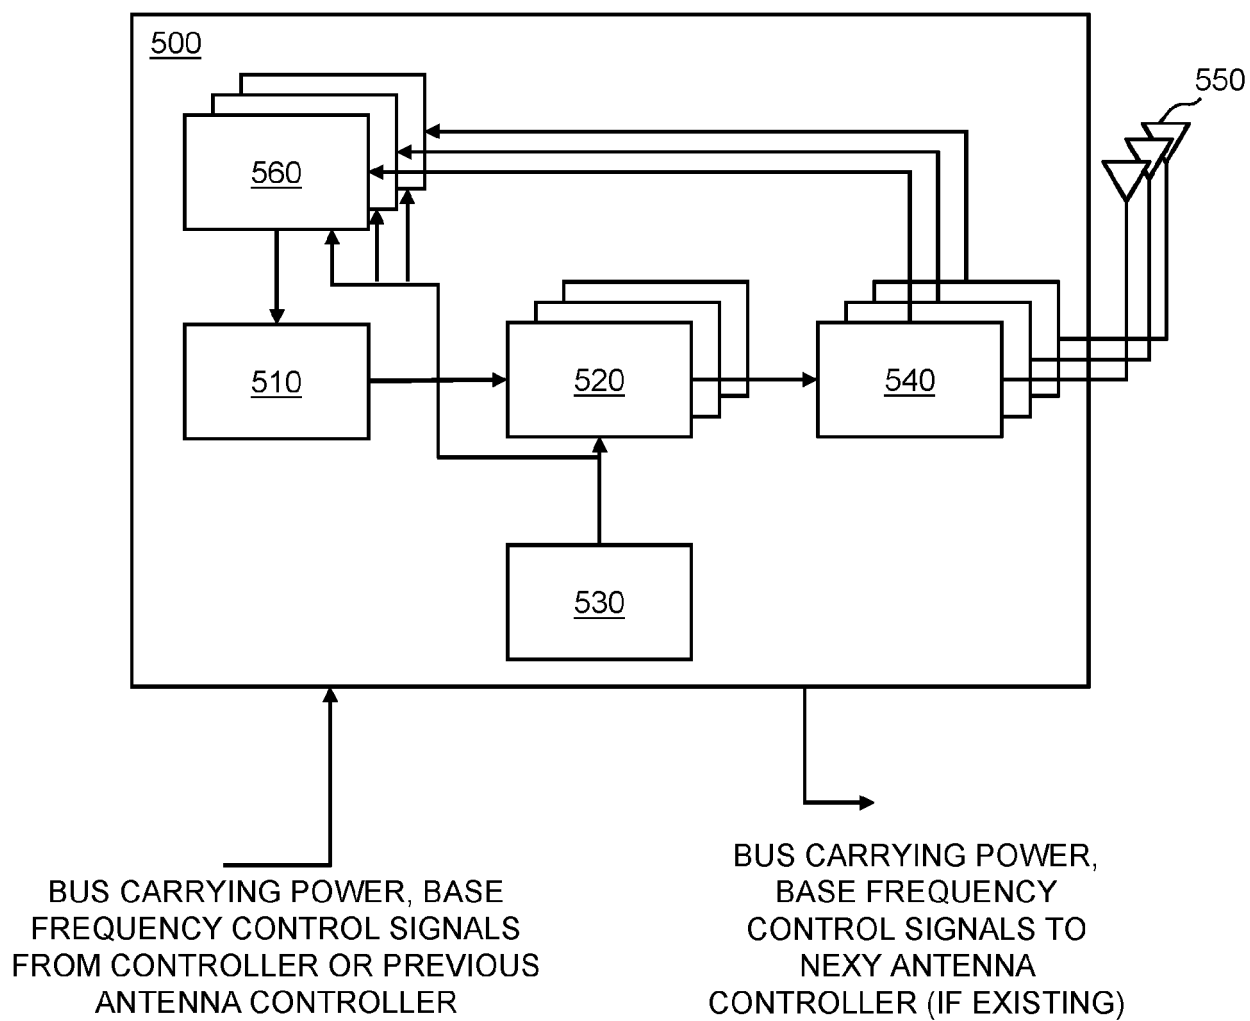 500
550
560
510
520
540
530
BUS CARRYING POWER, BASE
FREQUENCY CONTROL SIGNALS
FROM CONTROLLER OR PREVIOUS
ANTENNA CONTROLLER
BUS CARRYING POWER,
BASE FREQUENCY
CONTROL SIGNALS TO
NEXY ANTENNA
CONTROLLER (IF EXISTING)